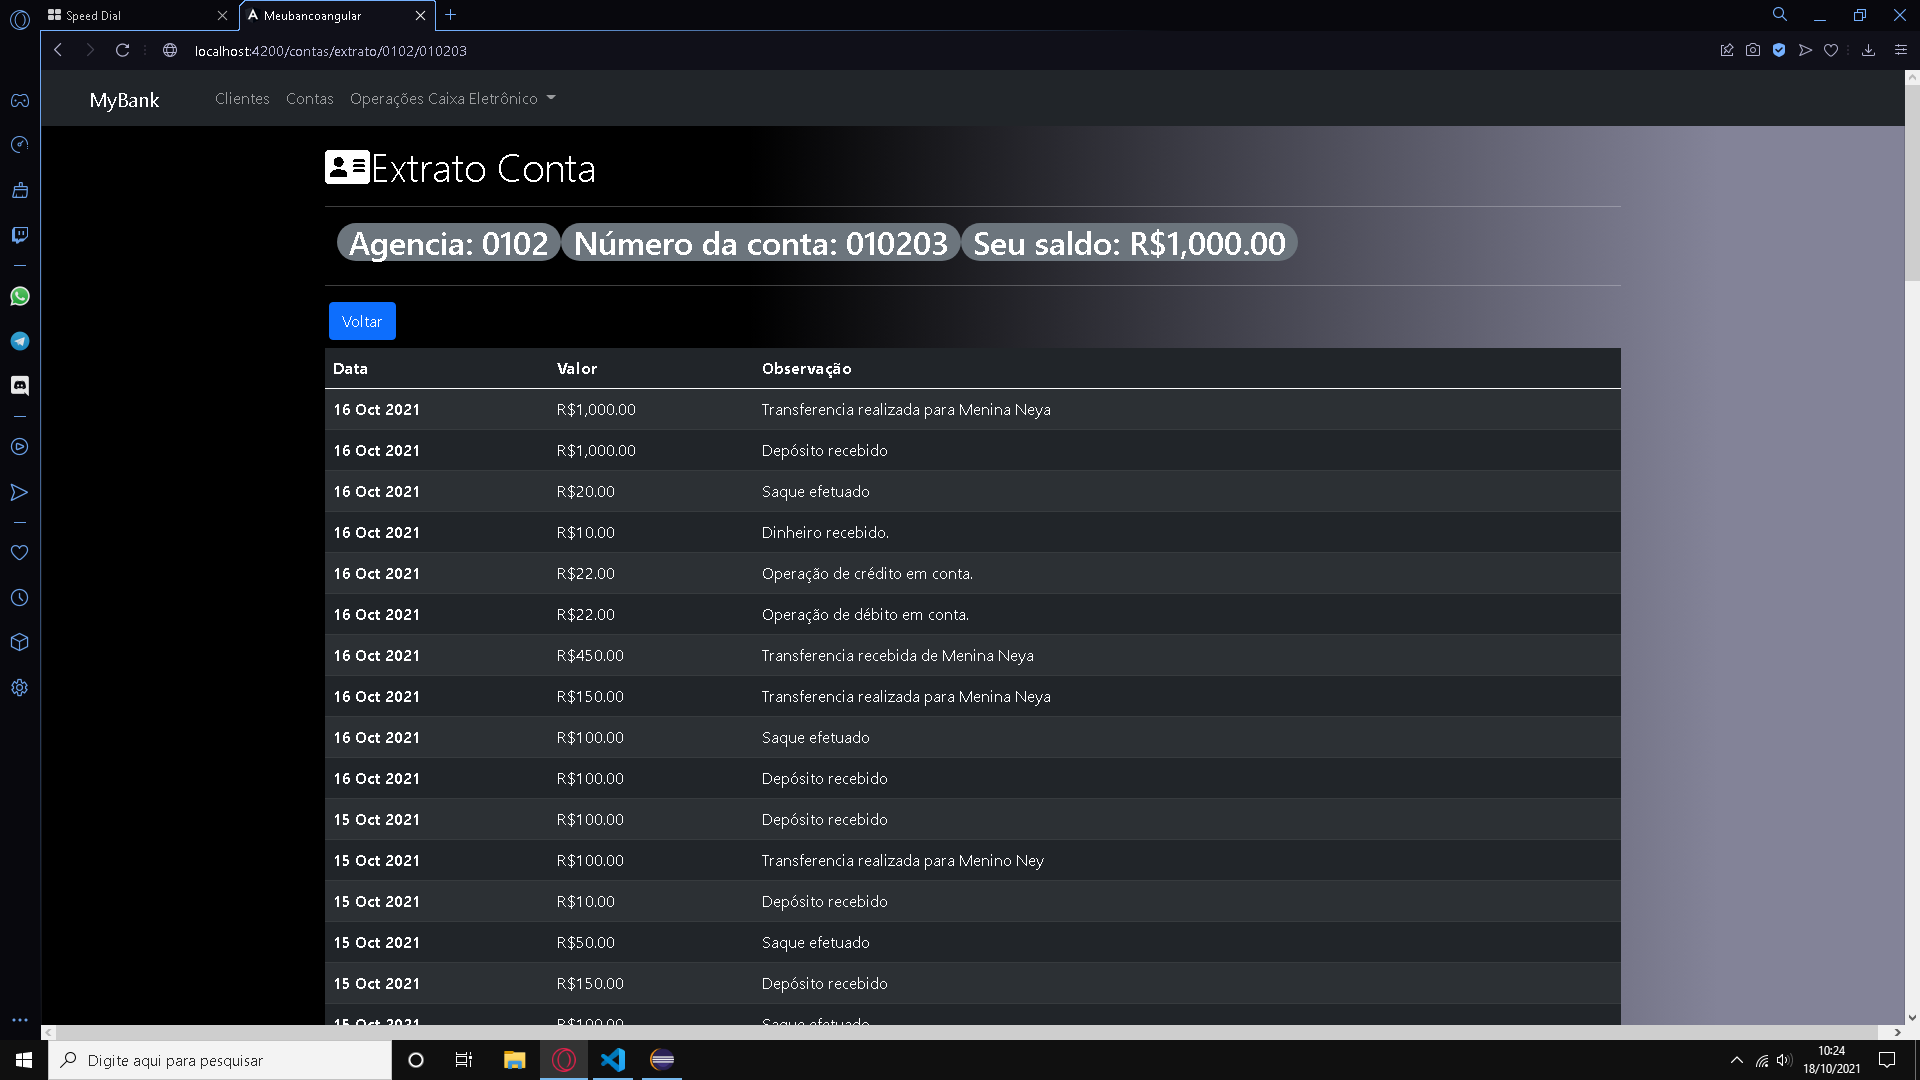 Speed Dial
Meubancoangular
localhost:4200/contas/extrato/0102/010203
MyBank Clientes Contas Operações Caixa Eletrônico
Extrato Conta
Agencia: 0102 Número da conta: 010203 Seu saldo: R$1,000.00
Voltar
Data Valor Observação
16 Oct 2021 R$1,000.00 Transferencia realizada para Menina Neya
16 Oct 2021 R$1,000.00 Depósito recebido
16 Oct 2021 R$20.00 Saque efetuado
16 Oct 2021 R$10.00 Dinheiro recebido.
16 Oct 2021 R$22.00 Operação de crédito em conta.
16 Oct 2021 R$22.00 Operação de débito em conta.
16 Oct 2021 R$450.00 Transferencia recebida de Menina Neya
16 Oct 2021 R$150.00 Transferencia realizada para Menina Neya
16 Oct 2021 R$100.00 Saque efetuado
16 Oct 2021 R$100.00 Depósito recebido
15 Oct 2021 R$100.00 Depósito recebido
15 Oct 2021 R$100.00 Transferencia realizada para Menino Ney
15 Oct 2021 R$10.00 Depósito recebido
15 Oct 2021 R$50.00 Saque efetuado
15 Oct 2021 R$150.00 Depósito recebido
15 Oct 2021 R$100.00 Saque efetuado
Digite aqui para pesquisar
10:24
18/10/2021